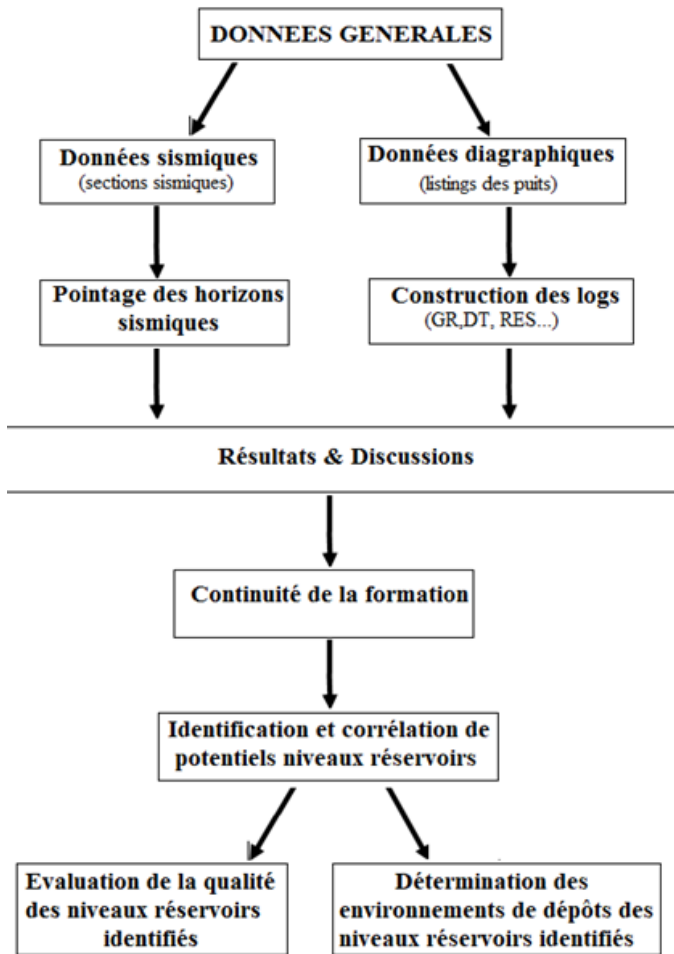 DONNEES GENERALES
Données sismiques
(sections sismiques)
Données diagraphiques
(listings des puits)
Pointage des horizons
sismiques
Construction des logs
(GR,DT, RES...)
Résultats & Discussions
Continuité de la formation
Identification et corrélation de
potentiels niveaux réservoirs
Evaluation de la qualité
des niveaux réservoirs
identifiés
Détermination des
environnements de dépôts des
niveaux réservoirs identifiés